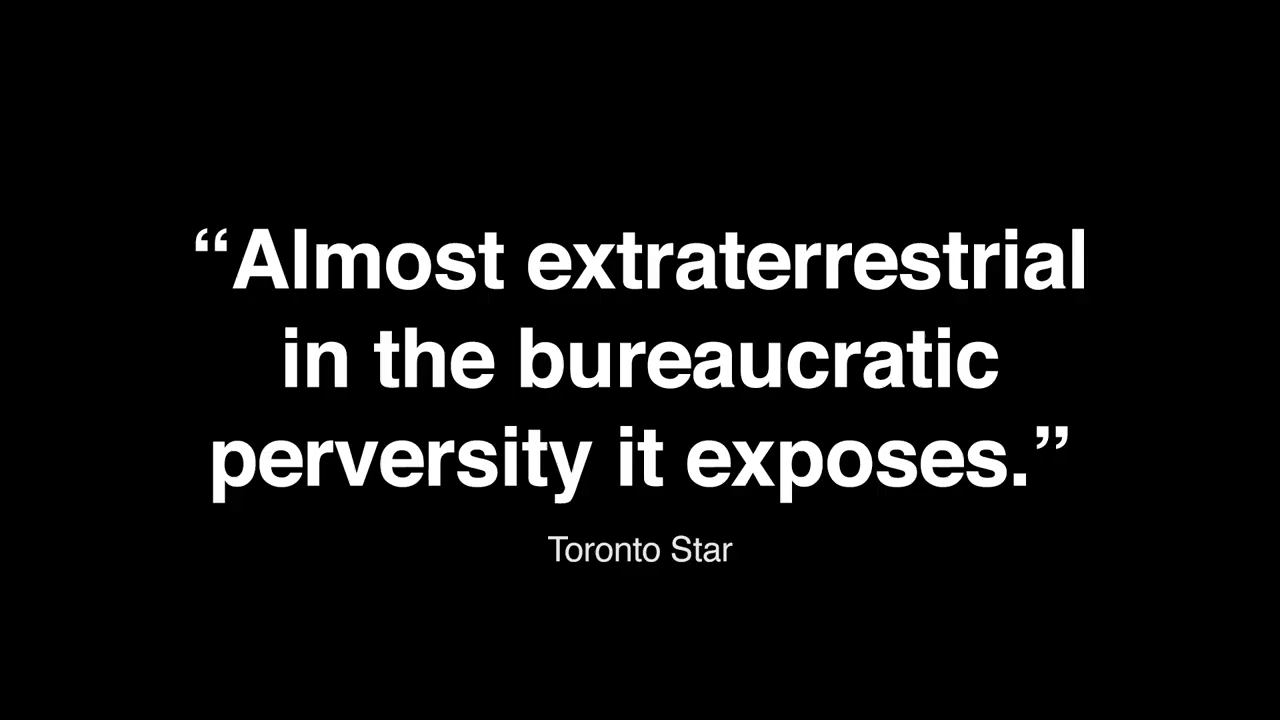 “Almost extraterrestrial
in the bureaucratic
perversity it exposes.”
Toronto Star